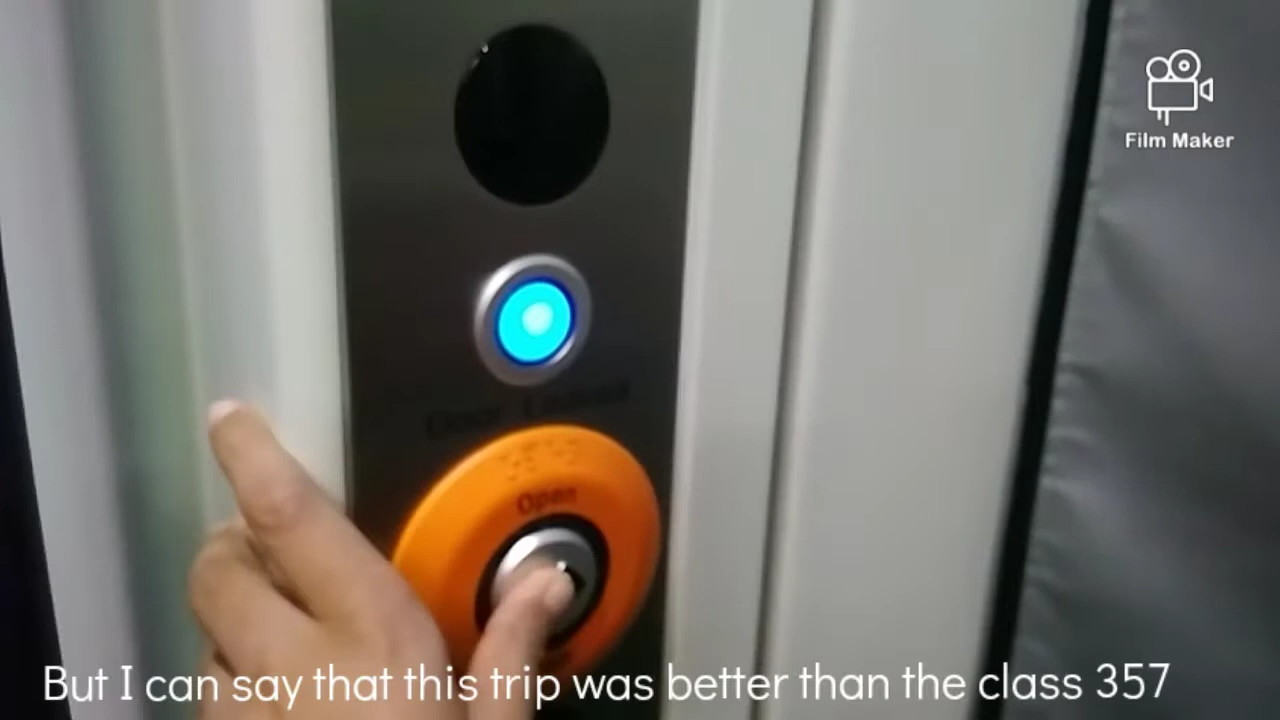 Film Maker
Open
But I can say that this trip was better than the class 357